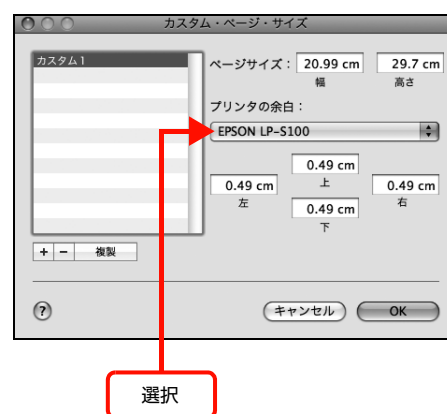 カスタム・ページ・サイズ
カスタム 1
ページサイズ： 20.99 cm 29.7 cm
幅 高さ
プリンタの余白：
EPSON LP-S100
0.49 cm
上
0.49 cm 0.49 cm
左 右
0.49 cm
下
+ − 複製
? キャンセル OK
選択